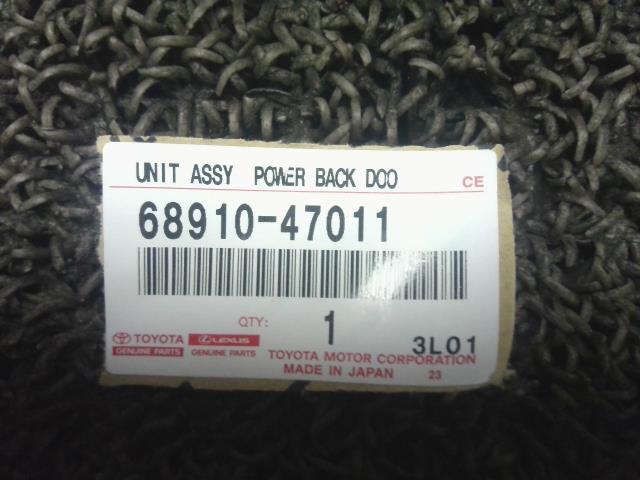 UNIT ASSY POWER BACK DOO
CE
68910-47011
QTY: 1
3L01
TOYOTA LEXUS
GENUINE PARTS GENUINE PARTS
TOYOTA MOTOR CORPORATION
MADE IN JAPAN 23